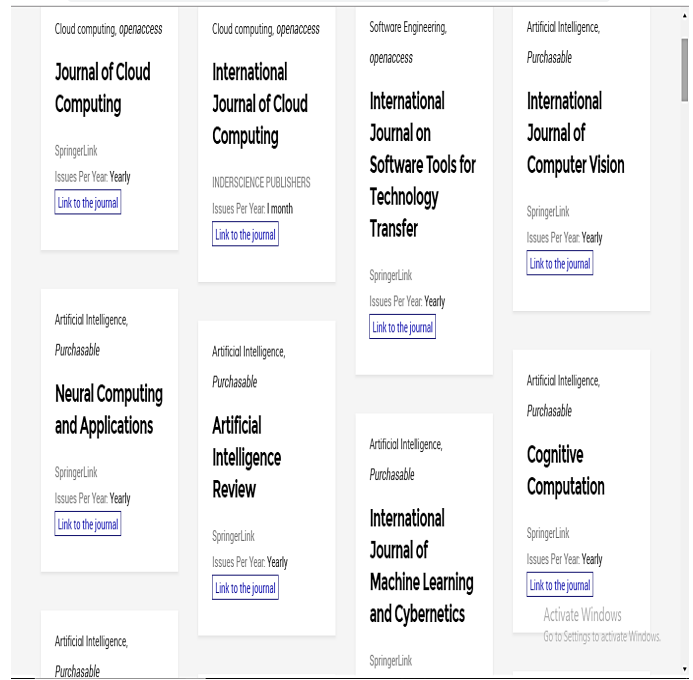 Cloud computing, openaccess
Journal of Cloud
Computing
SpringerLink
Issues Per Year: Yearly
Link to the journal
Artificial Intelligence,
Purchasable
Neural Computing
and Applications
SpringerLink
Issues Per Year: Yearly
Link to the journal
Artificial Intelligence,
Purchasable
Cloud computing, openaccess
International
Journal of Cloud
Computing
INDERSCIENCE PUBLISHERS
Issues Per Year: 1 month
Link to the journal
Artificial Intelligence,
Purchasable
Artificial
Intelligence
Review
SpringerLink
Issues Per Year: Yearly
Link to the journal
Software Engineering,
openaccess
International
Journal on
Software Tools for
Technology
Transfer
SpringerLink
Issues Per Year: Yearly
Link to the journal
Artificial Intelligence,
Purchasable
International
Journal of
Machine Learning
and Cybernetics
SpringerLink
Artificial Intelligence,
Purchasable
International
Journal of
Computer Vision
SpringerLink
Issues Per Year: Yearly
Link to the journal
Artificial Intelligence,
Purchasable
Cognitive
Computation
SpringerLink
Issues Per Year: Yearly
Link to the journal
Activate Windows
Go to Settings to activate Windows.